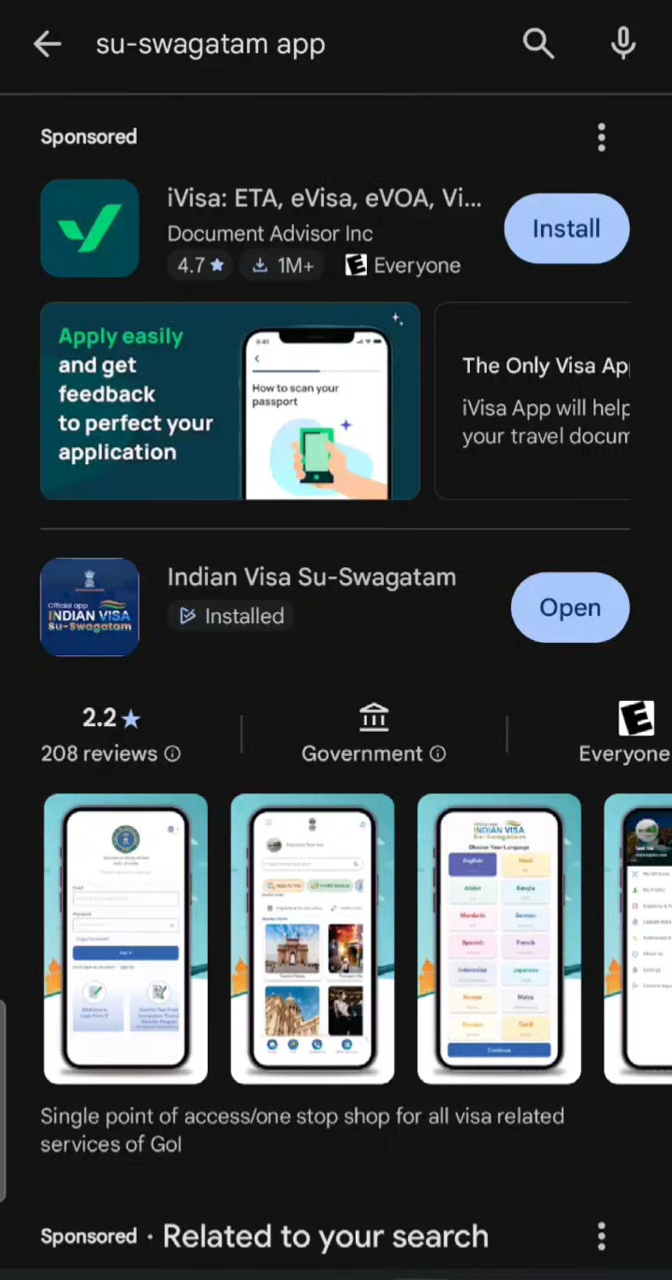 su-swagatam app
Sponsored
iVisa: ETA, eVisa, eVOA, Vi...
Document Advisor Inc
4.7 1M+ E Everyone
Install
Apply easily
and get
feedback
to perfect your
application
9:41
How to scan your
passport
The Only Visa Ap
iVisa App will help
your travel docum
Official app
INDIAN VISA
Su-Swagatam
Indian Visa Su-Swagatam
Installed
Open
2.2
208 reviews
Government
E
Everyone
INDIAN VISA
Su-Swagatam
Choose Your Language
English
Hindi
Arabic
Bangla
Mandarin
German
Spanish
French
Indonesian
Japanese
Korean
Malay
Tamil
Continue
Single point of access/one stop shop for all visa related
services of GoI
Sponsored · Related to your search